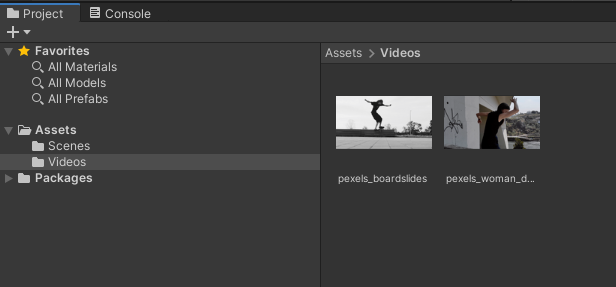 Project
Console
Favorites
All Materials
All Models
All Prefabs
Assets
Scenes
Videos
Packages
Assets > Videos
pexels_boardslides
pexels_woman_d...